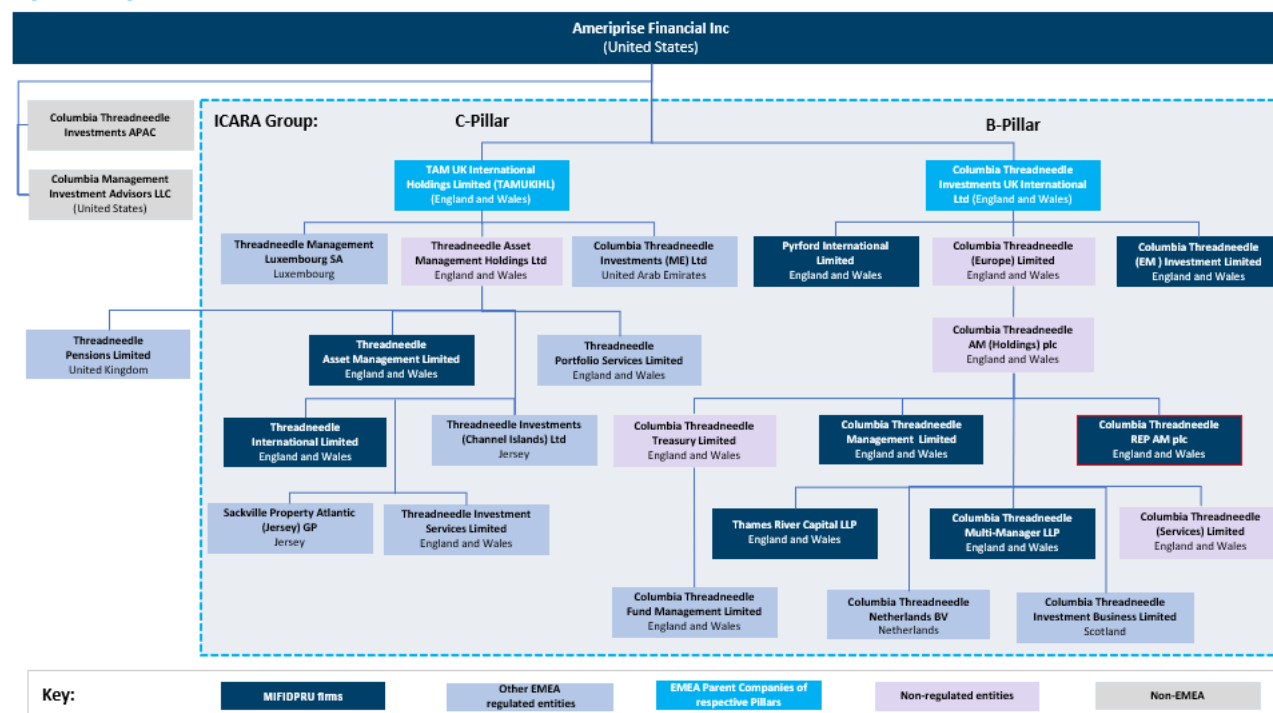 Ameriprise Financial Inc
(United States)
Columbia Threadneedle
Investments APAC
Columbia Management
Investment Advisors LLC
(United States)
ICARA Group:
C-Pillar
B-Pillar
TAM UK International
Holdings Limited (TAMUKIHL)
(England and Wales)
Columbia Threadneedle
Investments UK International
Ltd (England and Wales)
Threadneedle Management
Luxembourg SA
Luxembourg
Threadneedle Asset
Management Holdings Ltd
England and Wales
Columbia Threadneedle
Investments (ME) Ltd
United Arab Emirates
Pyrford International
Limited
England and Wales
Columbia Threadneedle
(Europe) Limited
England and Wales
Columbia Threadneedle
(EM ) Investment Limited
England and Wales
Threadneedle
Pensions Limited
United Kingdom
Threadneedle
Asset Management Limited
England and Wales
Threadneedle
Portfolio Services Limited
England and Wales
Columbia Threadneedle
AM (Holdings) plc
England and Wales
Threadneedle
International Limited
England and Wales
Threadneedle Investments
(Channel Islands) Ltd
Jersey
Columbia Threadneedle
Treasury Limited
England and Wales
Columbia Threadneedle
Management Limited
England and Wales
Columbia Threadneedle
REP AM plc
England and Wales
Sackville Property Atlantic
(Jersey) GP
Jersey
Threadneedle Investment
Services Limited
England and Wales
Thames River Capital LLP
England and Wales
Columbia Threadneedle
Multi-Manager LLP
England and Wales
Columbia Threadneedle
(Services) Limited
England and Wales
Columbia Threadneedle
Fund Management Limited
England and Wales
Columbia Threadneedle
Netherlands BV
Netherlands
Columbia Threadneedle
Investment Business Limited
Scotland
Key:
MIFIDPRU firms
Other EMEA
regulated entities
EMEA Parent Companies of
respective Pillars
Non-regulated entities
Non-EMEA